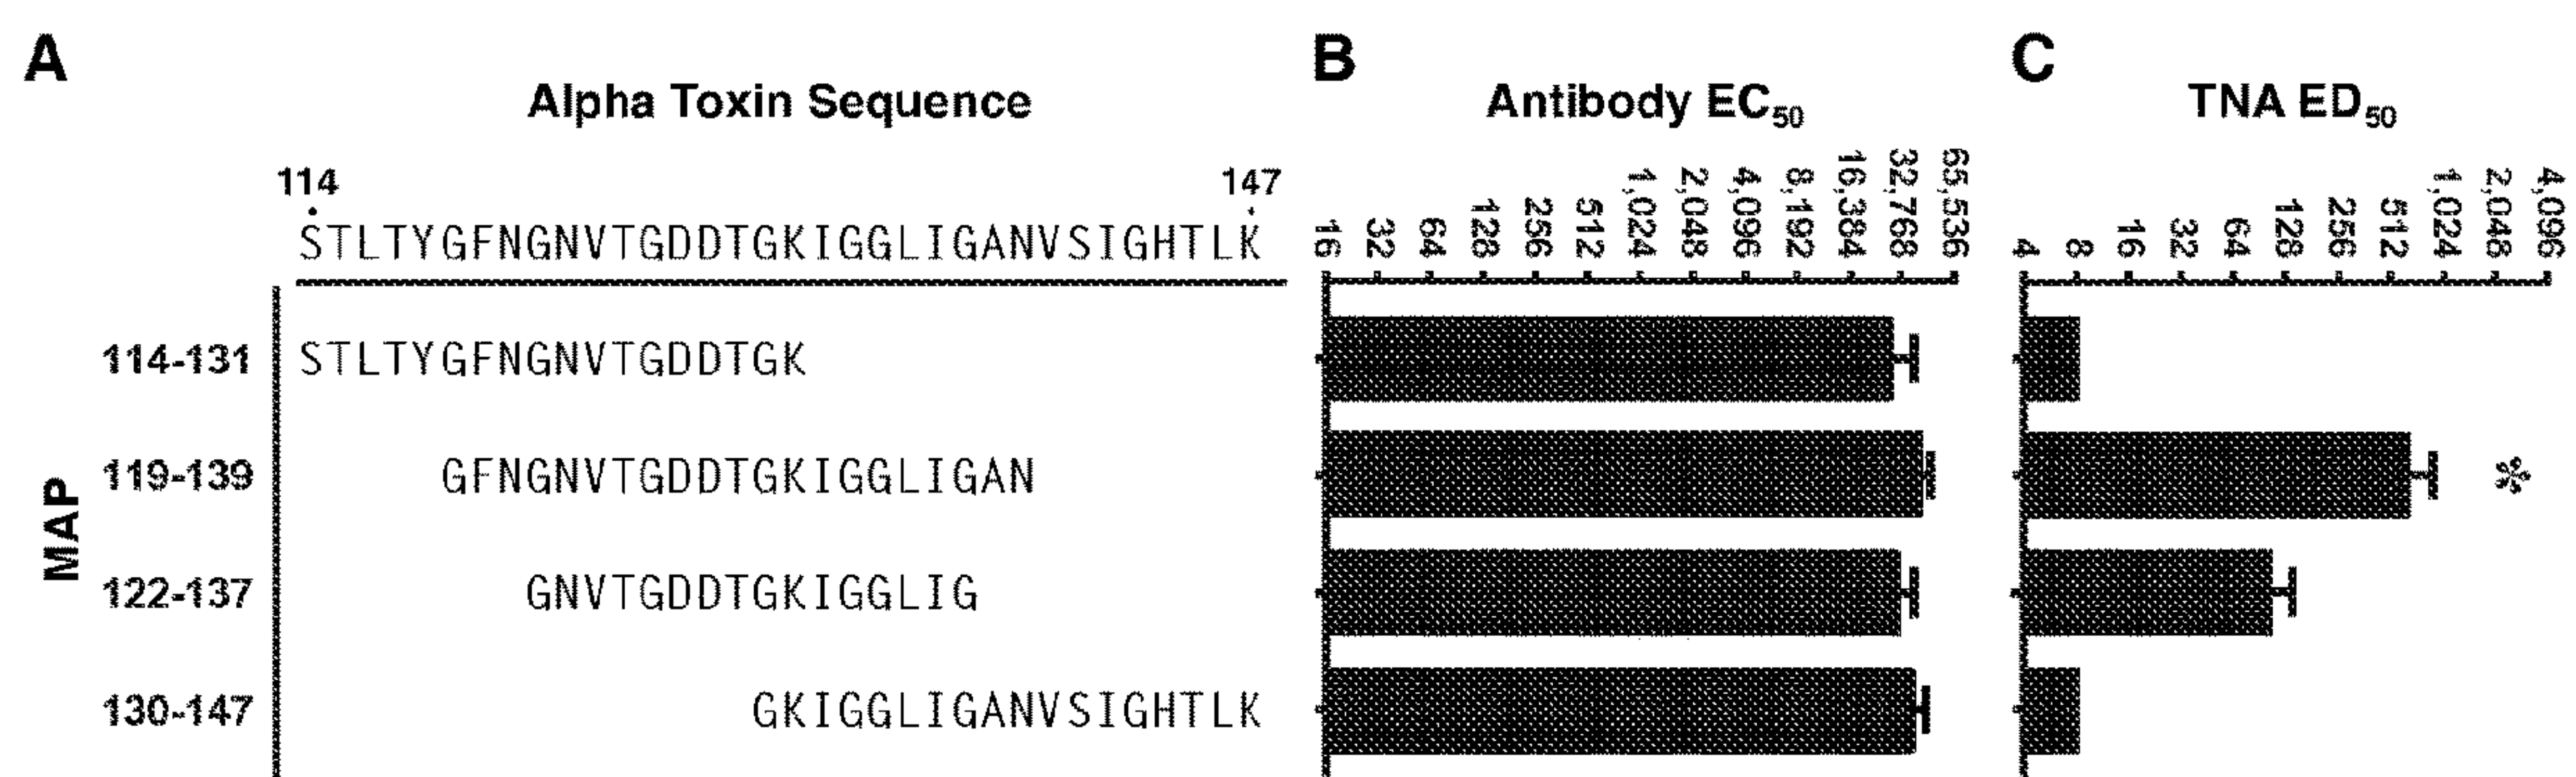 A
Alpha Toxin Sequence
114 147
STLTYGFNGNVTGDDTGKIGGLIGANVSIGHTLK
MAP
114-131 STLTYGFNGNVTGDDTGK
119-139 GFNGNVTGDDTGKIGGLIGAN
122-137 GNVTGDDTGKIGGLIG
130-147 GKIGGLIGANVSIGHTLK
B
Antibody EC50
16 32 64 128 256 512 1,024 2,048 4,096 8,192 16,384 32,768 65,536
C
TNA ED50
4 8 16 32 64 128 256 512 1,024 2,048 4,096
*